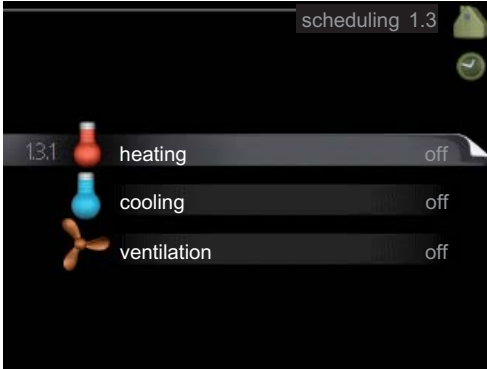 scheduling 1.3
1.3.1 heating off
cooling off
ventilation off